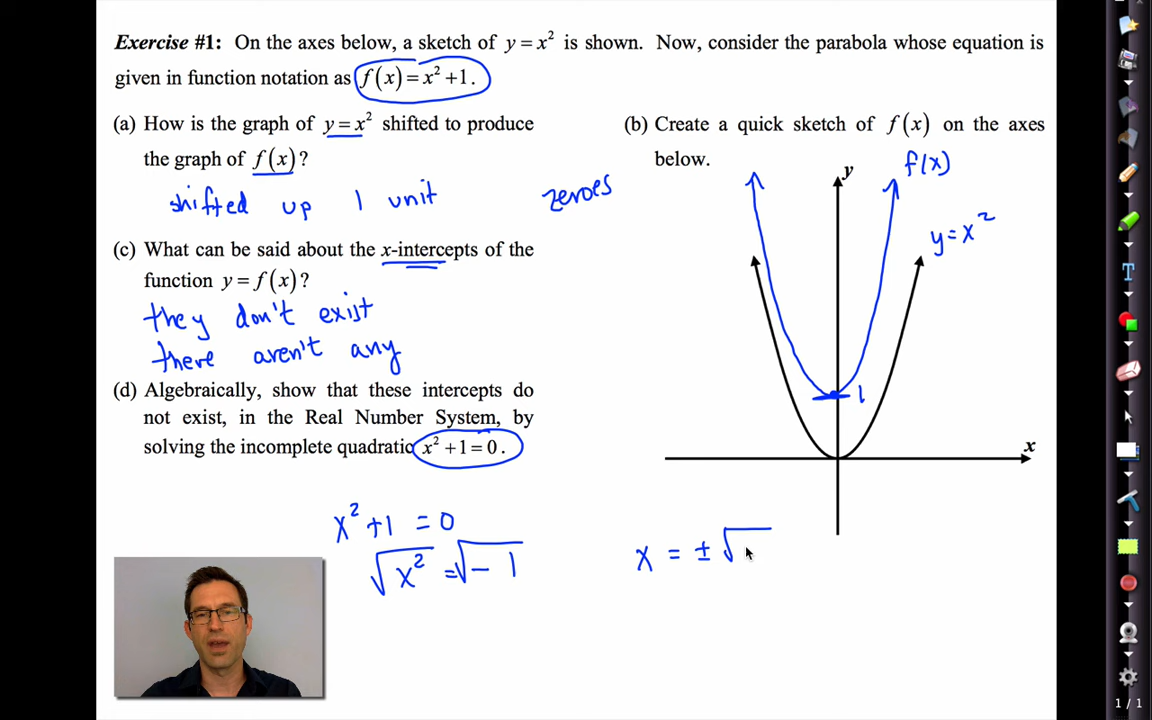 Exercise #1: On the axes below, a sketch of y = x² is shown. Now, consider the parabola whose equation is
given in function notation as f(x) = x² + 1.
(a) How is the graph of y = x² shifted to produce
the graph of f(x)?
shifted up 1 unit
zeroes
(c) What can be said about the x-intercepts of the
function y = f(x)?
they don't exist
there aren't any
(d) Algebraically, show that these intercepts do
not exist, in the Real Number System, by
solving the incomplete quadratic x² + 1 = 0.
x² + 1 = 0
√x² = √-1
(b) Create a quick sketch of f(x) on the axes
below.
y
f(x)
y = x²
1
x
x = ± √
T
1 / 1